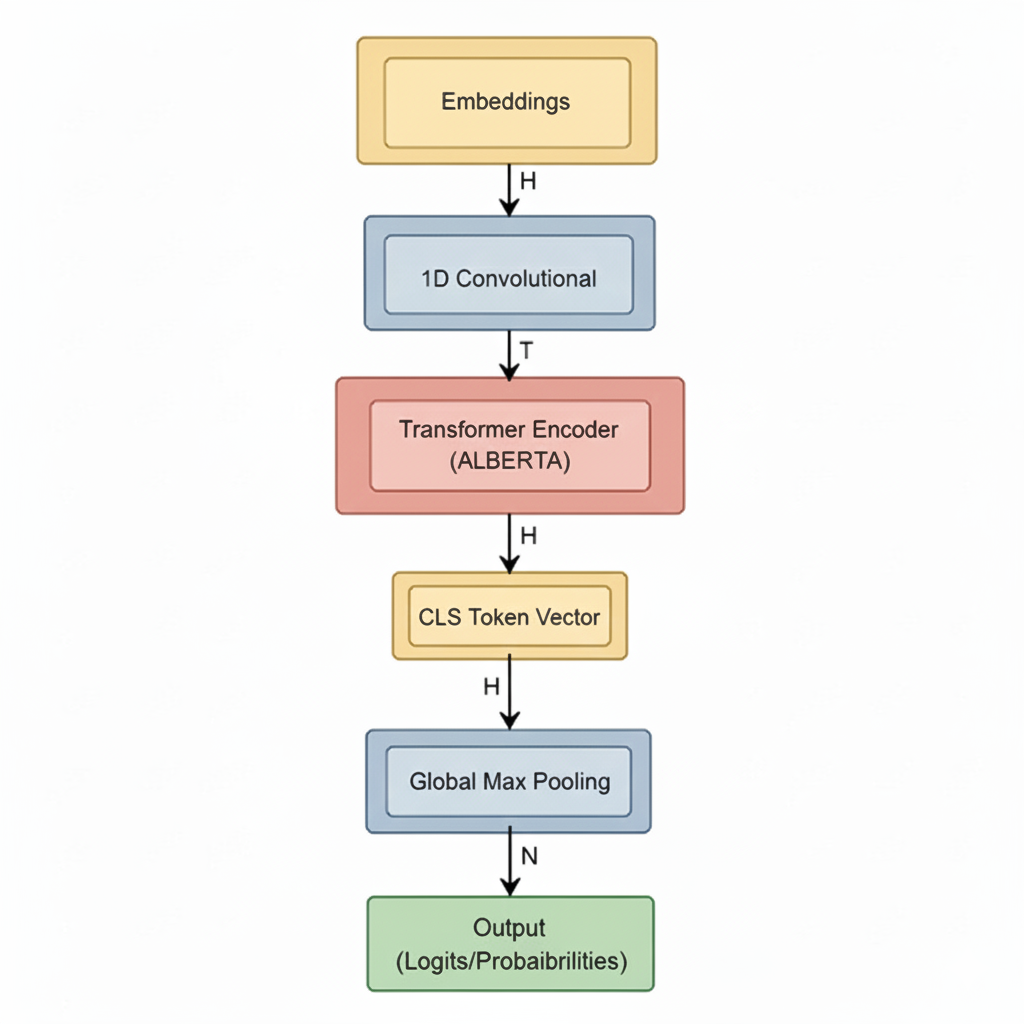 Embeddings
H
1D Convolutional
T
Transformer Encoder
(ALBERTA)
H
CLS Token Vector
H
Global Max Pooling
N
Output
(Logits/Probaibrilities)